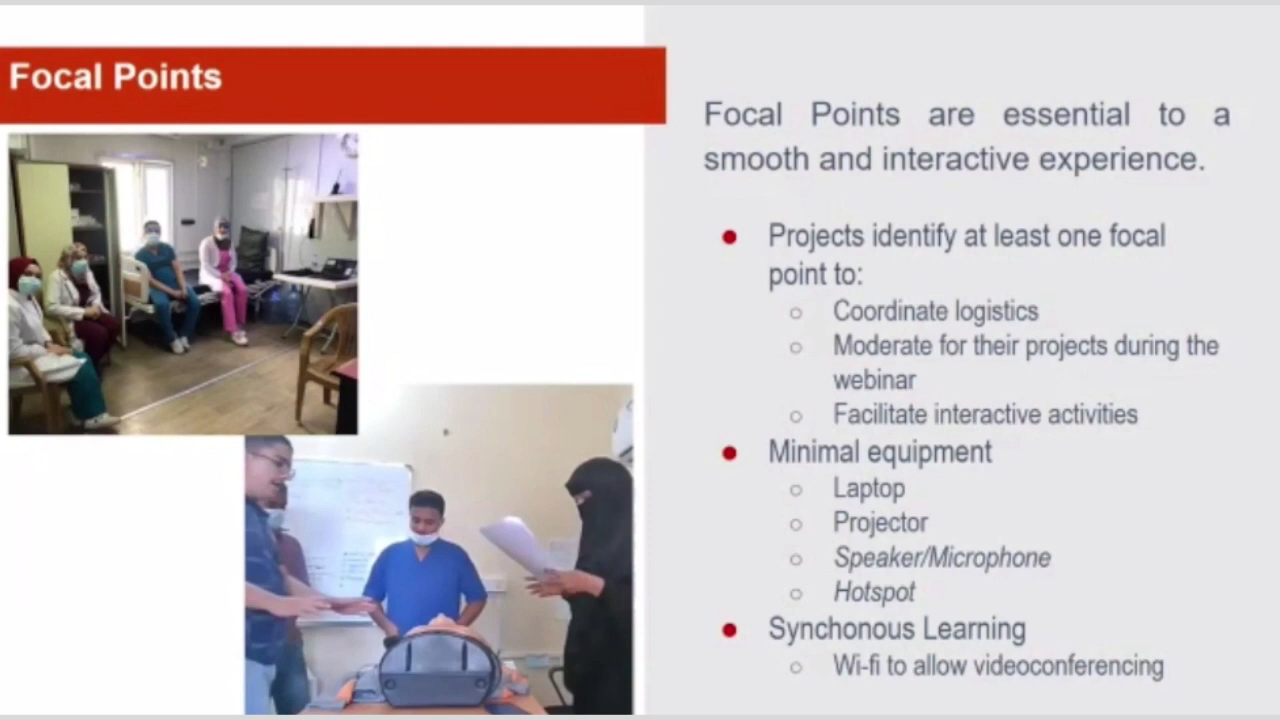 Focal Points
Focal Points are essential to a
smooth and interactive experience.
● Projects identify at least one focal
point to:
○ Coordinate logistics
○ Moderate for their projects during the
webinar
○ Facilitate interactive activities
● Minimal equipment
○ Laptop
○ Projector
○ Speaker/Microphone
○ Hotspot
● Synchonous Learning
○ Wi-fi to allow videoconferencing